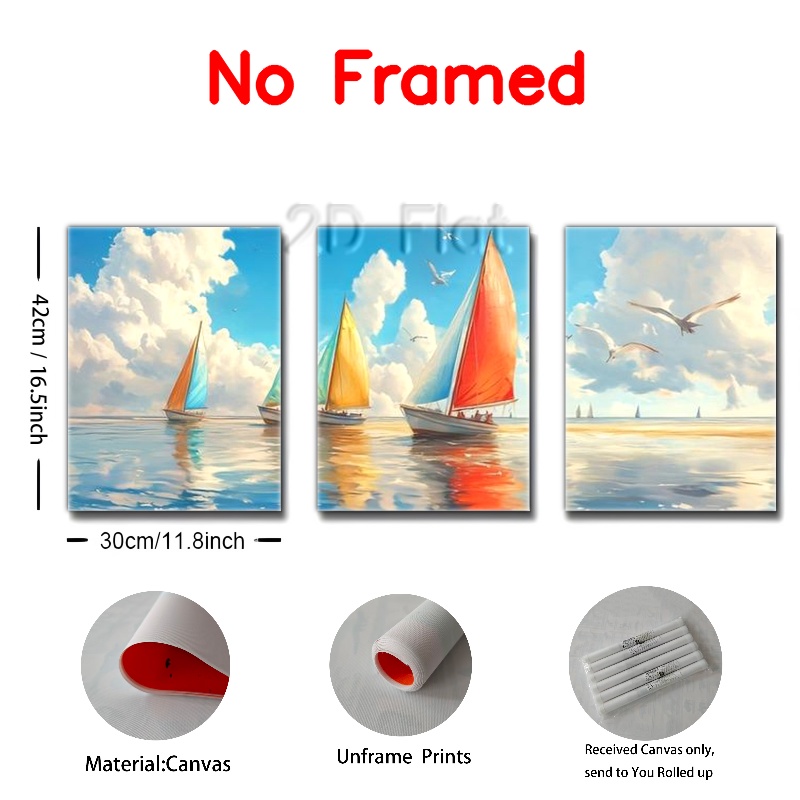 No Framed
2D Flat
42cm / 16.5inch
30cm/11.8inch
Material:Canvas
Unframe Prints
Received Canvas only,
send to You Rolled up